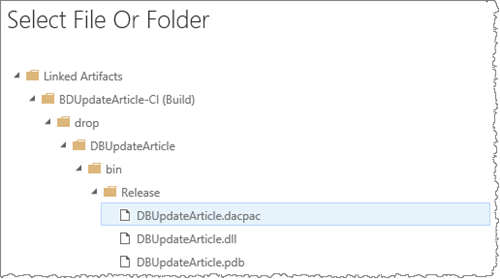 Select File Or Folder
Linked Artifacts
BDUpdateArticle-CI (Build)
drop
DBUpdateArticle
bin
Release
DBUpdateArticle.dacpac
DBUpdateArticle.dll
DBUpdateArticle.pdb